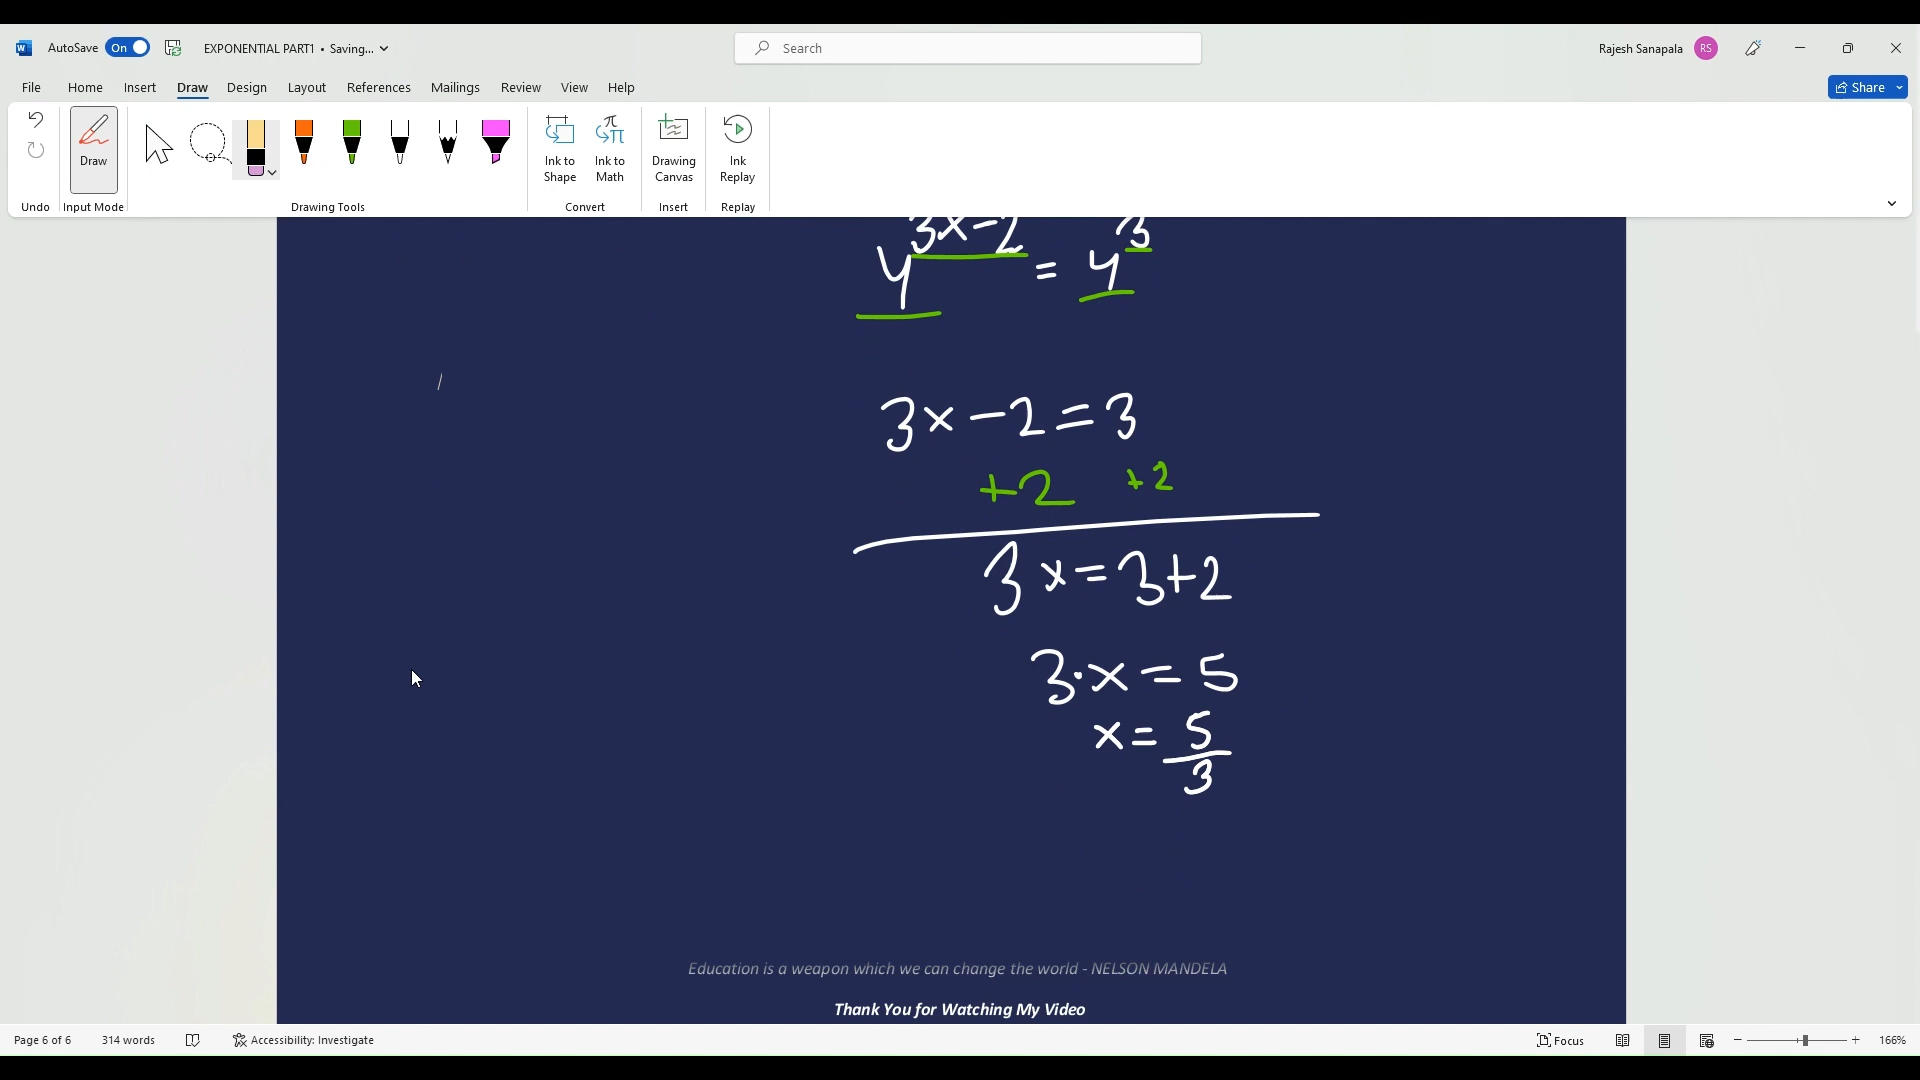 AutoSave On EXPONENTIAL PART1 • Saving... Search Rajesh Sanapala RS
File Home Insert Draw Design Layout References Mailings Review View Help Share
Draw Ink to Shape Ink to Math Drawing Canvas Ink Replay
Undo Input Mode Drawing Tools Convert Insert Replay
4^(3x-2) = 4^3
3x - 2 = 3
+2 +2
3x = 3+2
3·x = 5
x = 5/3
Education is a weapon which we can change the world - NELSON MANDELA
Thank You for Watching My Video
Page 6 of 6 314 words Accessibility: Investigate Focus 166%